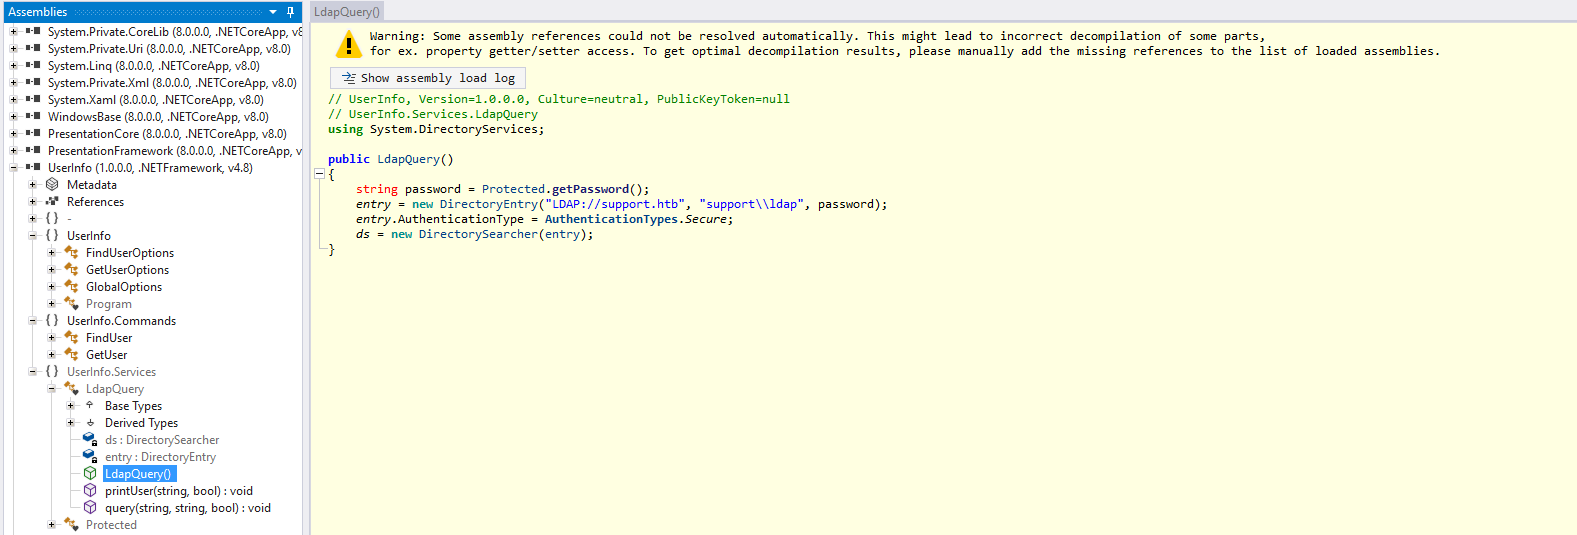 Assemblies
System.Private.CoreLib (8.0.0.0, .NETCoreApp, v8
System.Private.Uri (8.0.0.0, .NETCoreApp, v8.0)
System.Linq (8.0.0.0, .NETCoreApp, v8.0)
System.Private.Xml (8.0.0.0, .NETCoreApp, v8.0)
System.Xaml (8.0.0.0, .NETCoreApp, v8.0)
WindowsBase (8.0.0.0, .NETCoreApp, v8.0)
PresentationCore (8.0.0.0, .NETCoreApp, v8.0)
PresentationFramework (8.0.0.0, .NETCoreApp, v
UserInfo (1.0.0.0, .NETFramework, v4.8)
Metadata
References
{} -
{} UserInfo
FindUserOptions
GetUserOptions
GlobalOptions
Program
{} UserInfo.Commands
FindUser
GetUser
{} UserInfo.Services
LdapQuery
Base Types
Derived Types
ds : DirectorySearcher
entry : DirectoryEntry
LdapQuery()
printUser(string, bool) : void
query(string, string, bool) : void
Protected
LdapQuery()
Warning: Some assembly references could not be resolved automatically. This might lead to incorrect decompilation of some parts,
for ex. property getter/setter access. To get optimal decompilation results, please manually add the missing references to the list of loaded assemblies.
Show assembly load log
// UserInfo, Version=1.0.0.0, Culture=neutral, PublicKeyToken=null
// UserInfo.Services.LdapQuery
using System.DirectoryServices;
public LdapQuery()
{
string password = Protected.getPassword();
entry = new DirectoryEntry("LDAP://support.htb", "support\\ldap", password);
entry.AuthenticationType = AuthenticationTypes.Secure;
ds = new DirectorySearcher(entry);
}